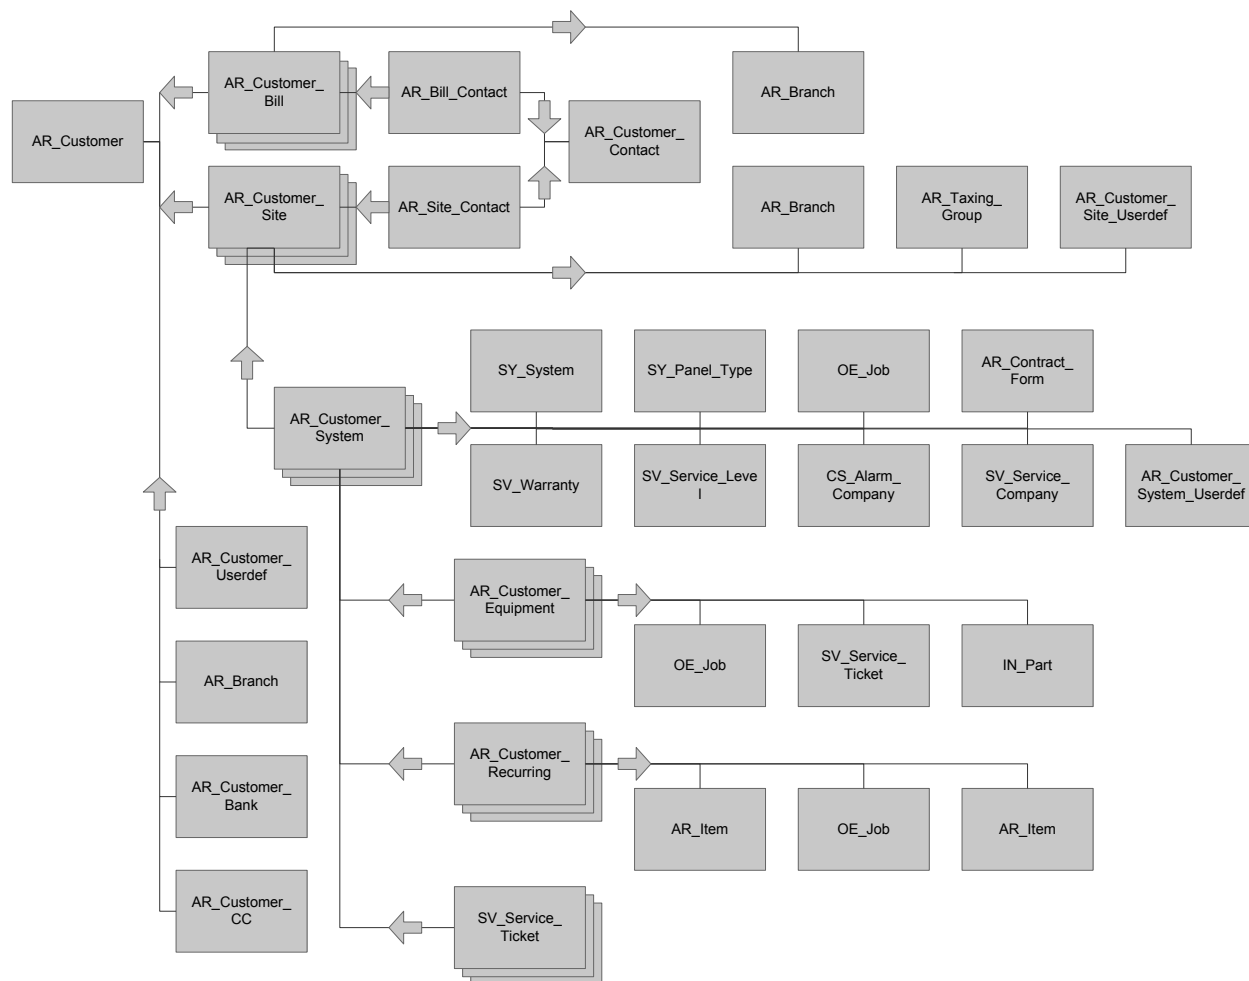 AR_Customer_
Bill
AR_Bill_Contact
AR_Branch
AR_Customer
AR_Customer_
Contact
AR_Customer_
Site
AR_Site_Contact
AR_Branch
AR_Taxing_
Group
AR_Customer_
Site_Userdef
SY_System
SY_Panel_Type
OE_Job
AR_Contract_
Form
AR_Customer_
System
SV_Warranty
SV_Service_Leve
l
CS_Alarm_
Company
SV_Service_
Company
AR_Customer_
System_Userdef
AR_Customer_
Userdef
AR_Customer_
Equipment
OE_Job
SV_Service_
Ticket
IN_Part
AR_Branch
AR_Customer_
Recurring
AR_Customer_
Bank
AR_Item
OE_Job
AR_Item
AR_Customer_
CC
SV_Service_
Ticket